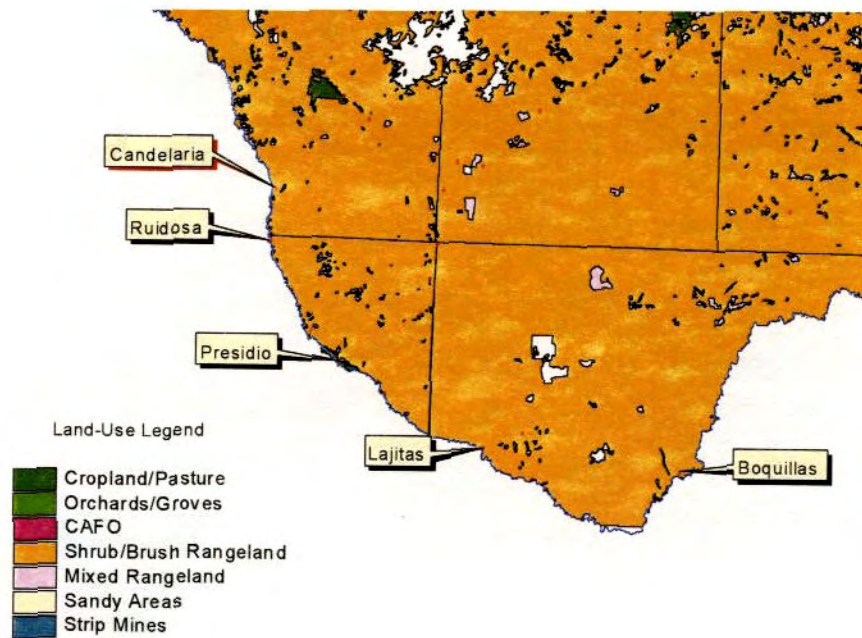 Candelaria
Ruidosa
Presidio
Lajitas
Boquillas
Land-Use Legend
Cropland/Pasture
Orchards/Groves
CAFO
Shrub/Brush Rangeland
Mixed Rangeland
Sandy Areas
Strip Mines